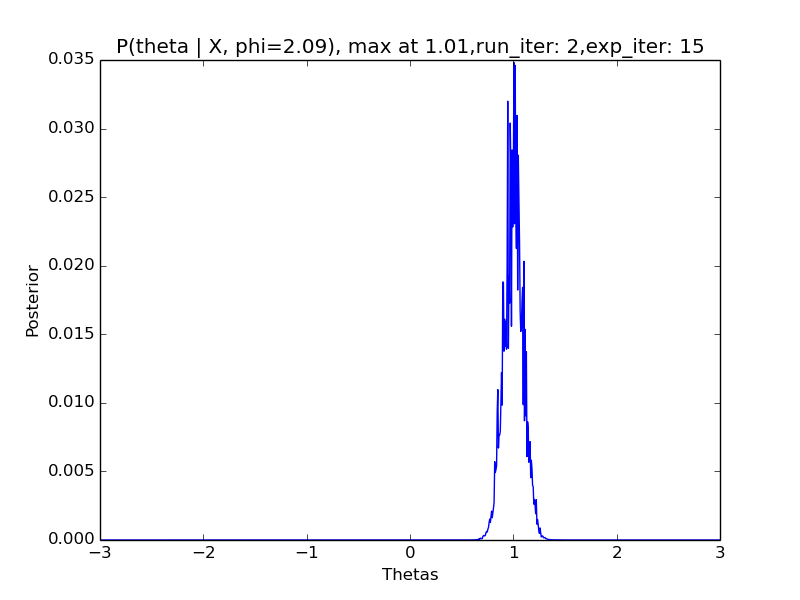 P(theta | X, phi=2.09), max at 1.01,run_iter: 2,exp_iter: 15
0.035
0.030
0.025
0.020
0.015
0.010
0.005
0.000
Posterior
−3 −2 −1 0 1 2 3
Thetas